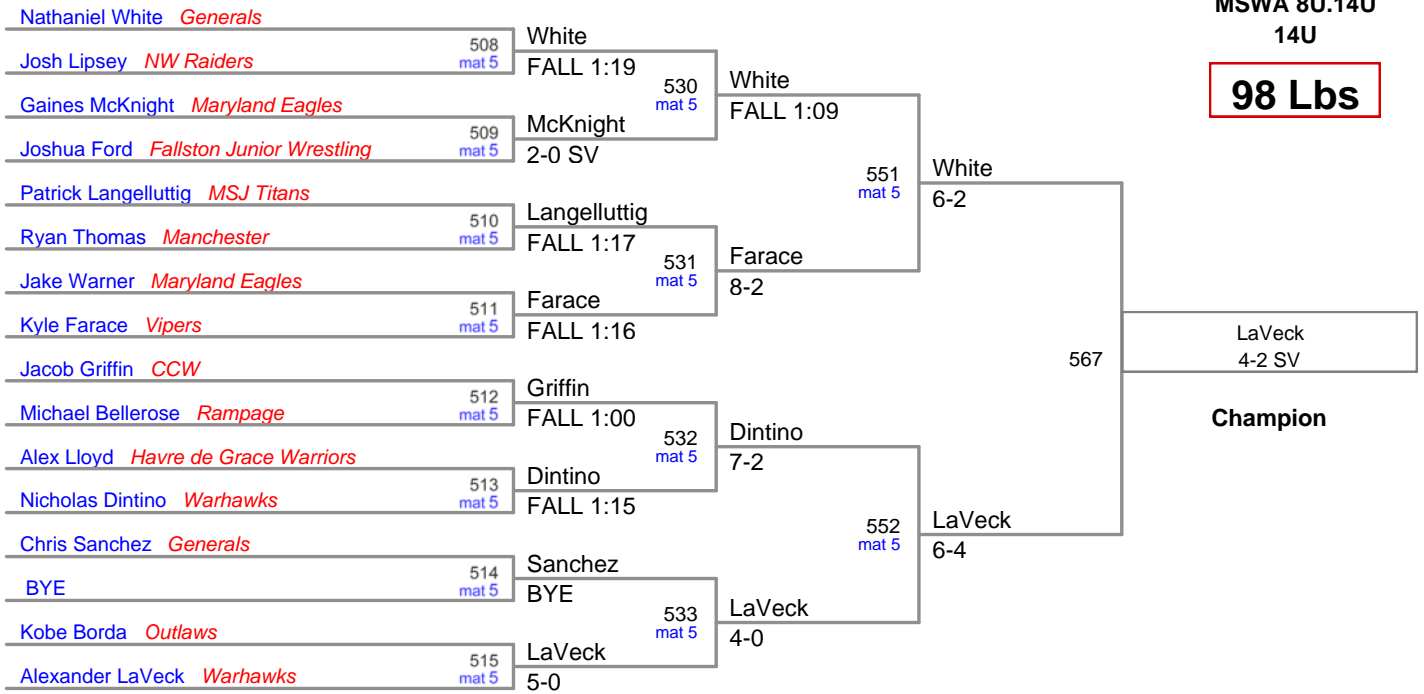 MSWA 8U.14U
14U
98 Lbs
Nathaniel White Generals
508
mat 5
Josh Lipsey NW Raiders
White
FALL 1:19
530
mat 5
Gaines McKnight Maryland Eagles
509
mat 5
Joshua Ford Fallston Junior Wrestling
McKnight
2-0 SV
White
FALL 1:09
551
mat 5
Patrick Langelluttig MSJ Titans
510
mat 5
Ryan Thomas Manchester
Langelluttig
FALL 1:17
531
mat 5
Jake Warner Maryland Eagles
511
mat 5
Kyle Farace Vipers
Farace
FALL 1:16
Farace
8-2
White
6-2
567
Jacob Griffin CCW
512
mat 5
Michael Bellerose Rampage
Griffin
FALL 1:00
532
mat 5
Alex Lloyd Havre de Grace Warriors
513
mat 5
Nicholas Dintino Warhawks
Dintino
FALL 1:15
Dintino
7-2
552
mat 5
Chris Sanchez Generals
514
mat 5
BYE
Sanchez
BYE
533
mat 5
Kobe Borda Outlaws
515
mat 5
Alexander LaVeck Warhawks
LaVeck
5-0
LaVeck
4-0
LaVeck
6-4
LaVeck
4-2 SV
Champion